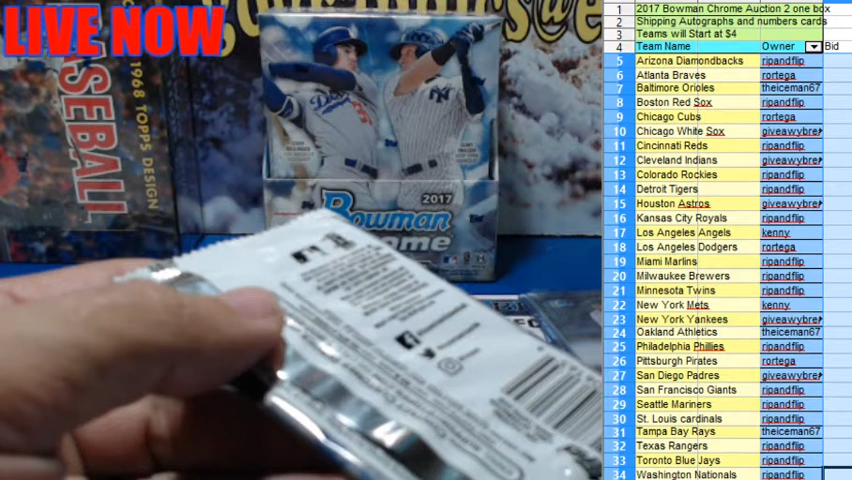 LIVE NOW
BASEBALL
1968 TOPPS DESIGN
2017
Bowman
1 2017 Bowman Chrome Auction 2 one box
2 Shipping Autographs and numbers cards
3 Teams will Start at $4
4 Team Name Owner Bid
5 Arizona Diamondbacks ripandflip
6 Atlanta Braves rortega
7 Baltimore Orioles theiceman67
8 Boston Red Sox ripandflip
9 Chicago Cubs rortega
10 Chicago White Sox giveawybre
11 Cincinnati Reds ripandflip
12 Cleveland Indians giveawybre
13 Colorado Rockies ripandflip
14 Detroit Tigers ripandflip
15 Houston Astros giveawybre
16 Kansas City Royals ripandflip
17 Los Angeles Angels kenny
18 Los Angeles Dodgers rortega
19 Miami Marlins ripandflip
20 Milwaukee Brewers ripandflip
21 Minnesota Twins ripandflip
22 New York Mets kenny
23 New York Yankees giveawybre
24 Oakland Athletics theiceman67
25 Philadelphia Phillies ripandflip
26 Pittsburgh Pirates rortega
27 San Diego Padres giveawybre
28 San Francisco Giants ripandflip
29 Seattle Mariners ripandflip
30 St. Louis cardinals ripandflip
31 Tampa Bay Rays theiceman67
32 Texas Rangers ripandflip
33 Toronto Blue Jays ripandflip
34 Washington Nationals ripandflip